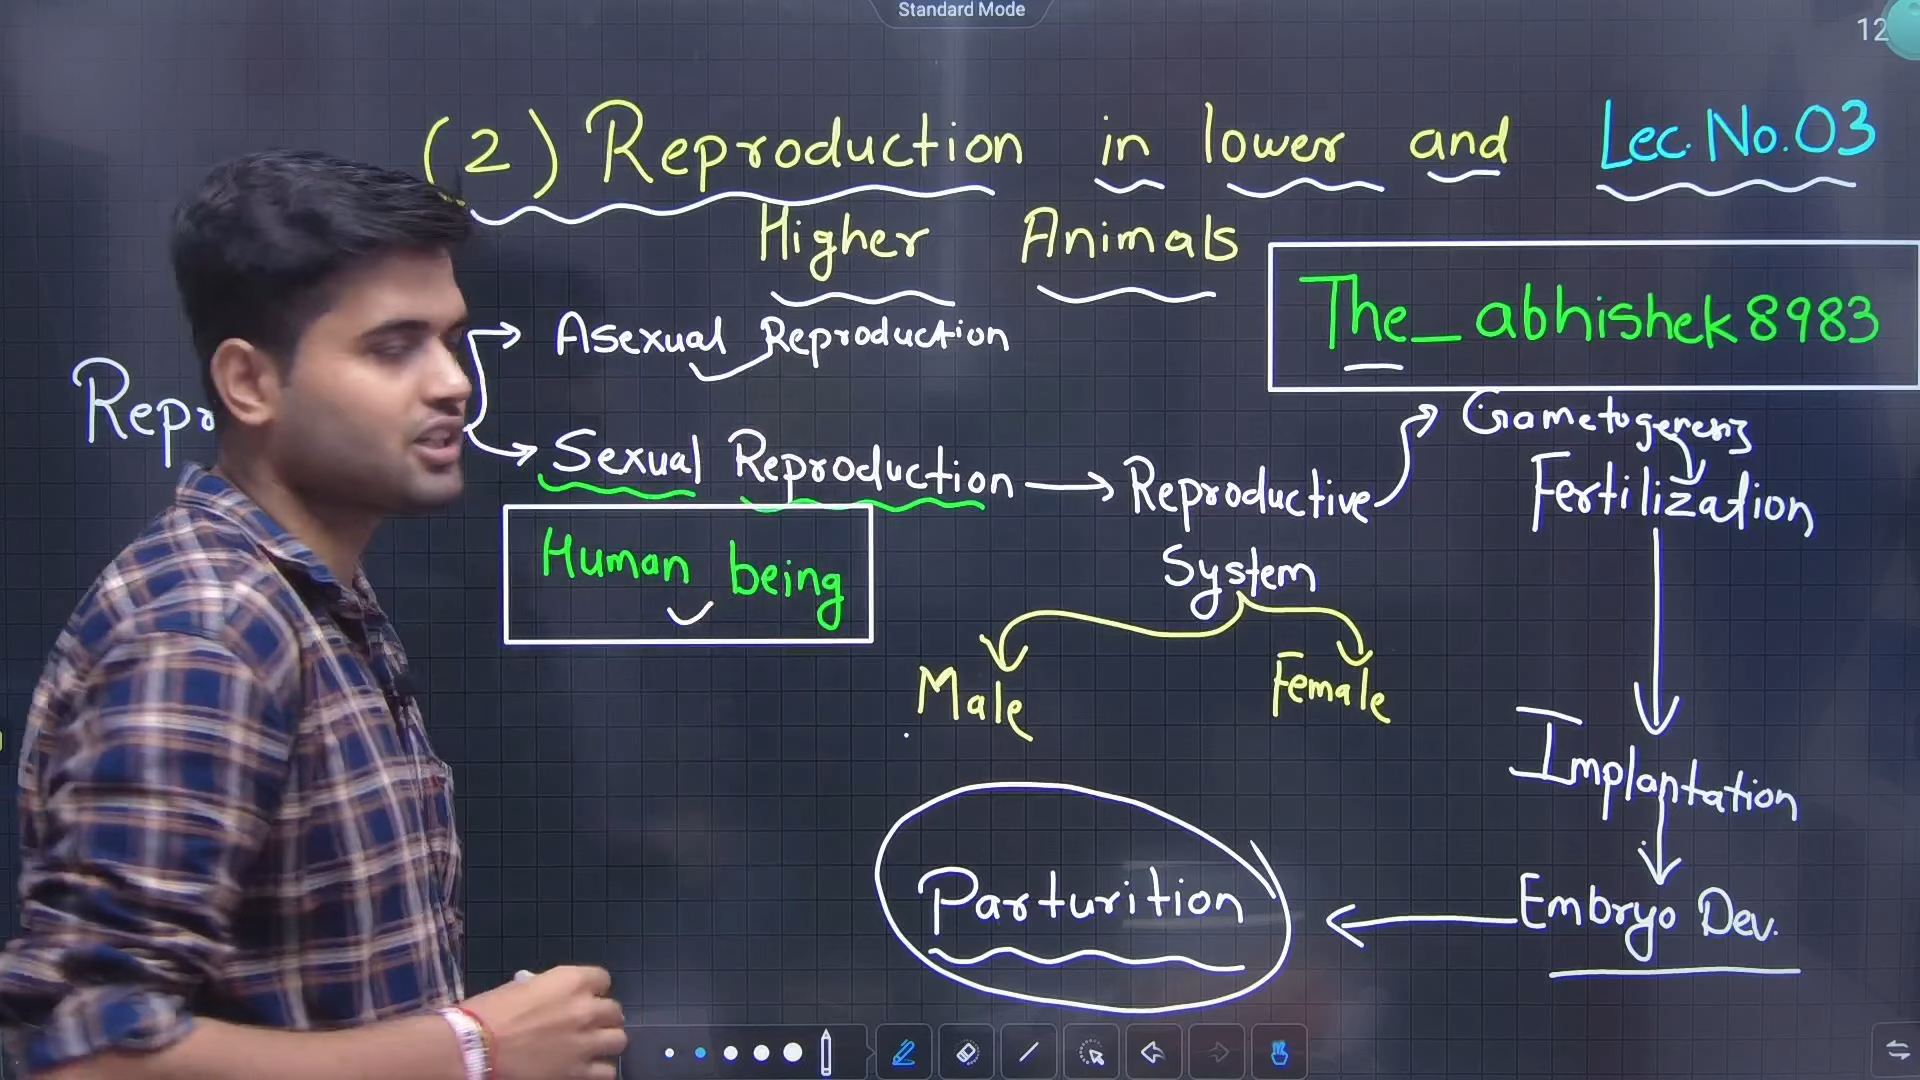 Standard Mode
12
(2) Reproduction in lower and Lec. No. 03
Higher Animals
The_abhishek8983
Asexual Reproduction
Repro
Sexual Reproduction → Reproductive
System
Gametogenesis
Fertilization
Human being
Male
Female
Implantation
Embryo Dev.
Parturition